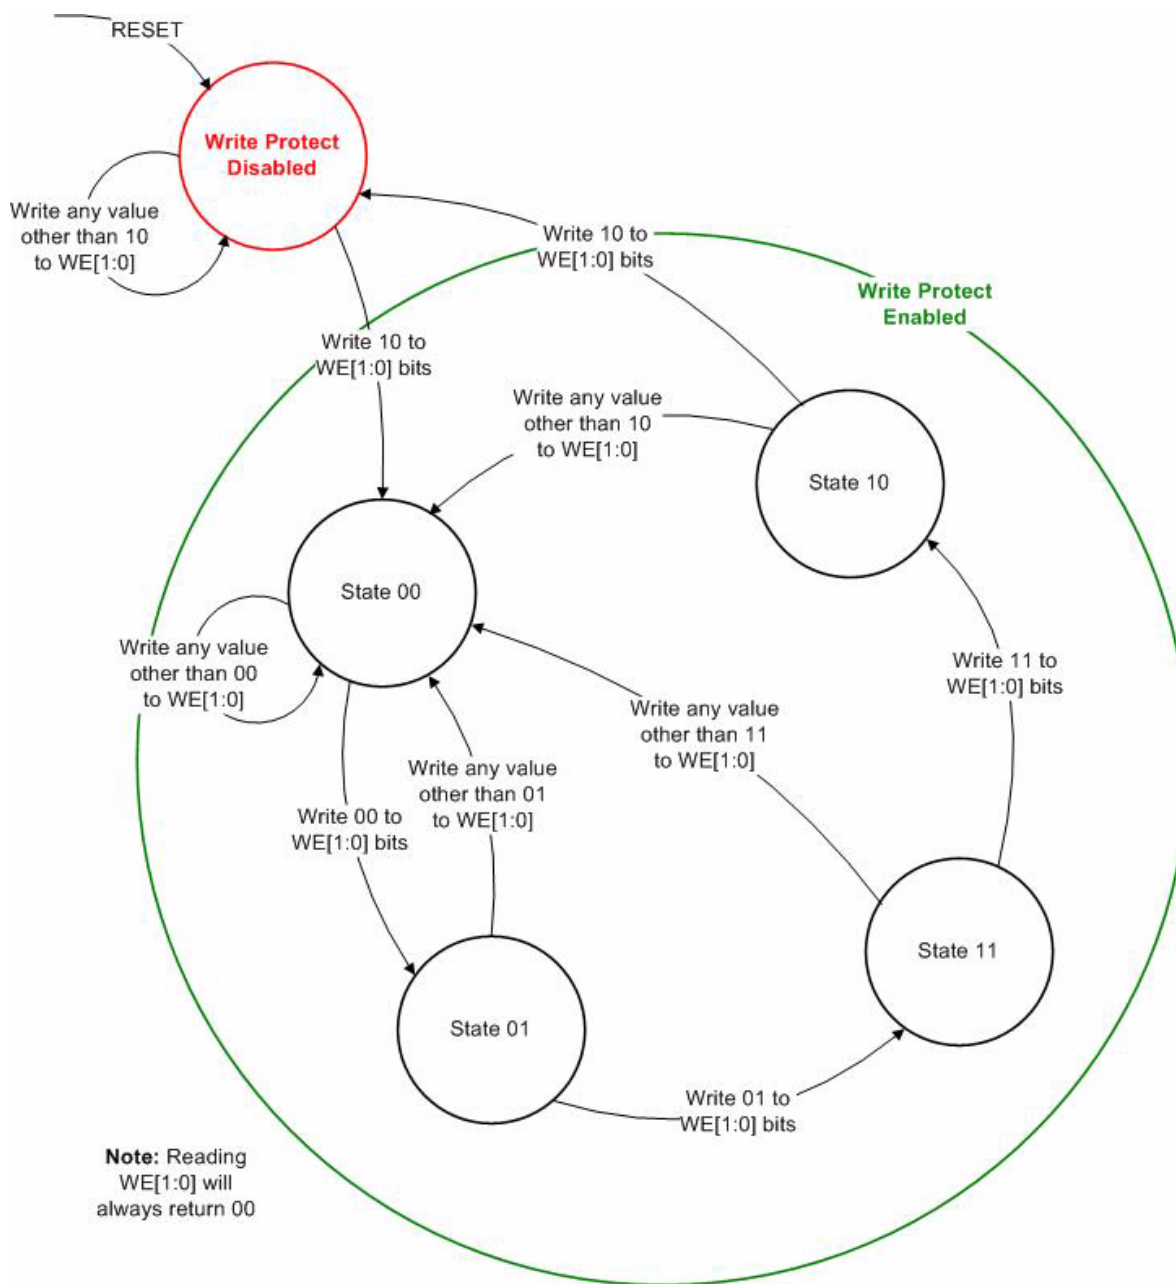 RESET
Write Protect
Disabled
Write any value
other than 10
to WE[1:0]
Write 10 to
WE[1:0] bits
Write Protect
Enabled
Write 10 to
WE[1:0] bits
Write any value
other than 10
to WE[1:0]
State 10
State 00
Write any value
other than 00
to WE[1:0]
Write 11 to
WE[1:0] bits
Write any value
other than 11
to WE[1:0]
Write any value
other than 01
to WE[1:0]
Write 00 to
WE[1:0] bits
State 11
State 01
Write 01 to
WE[1:0] bits
Note: Reading
WE[1:0] will
always return 00